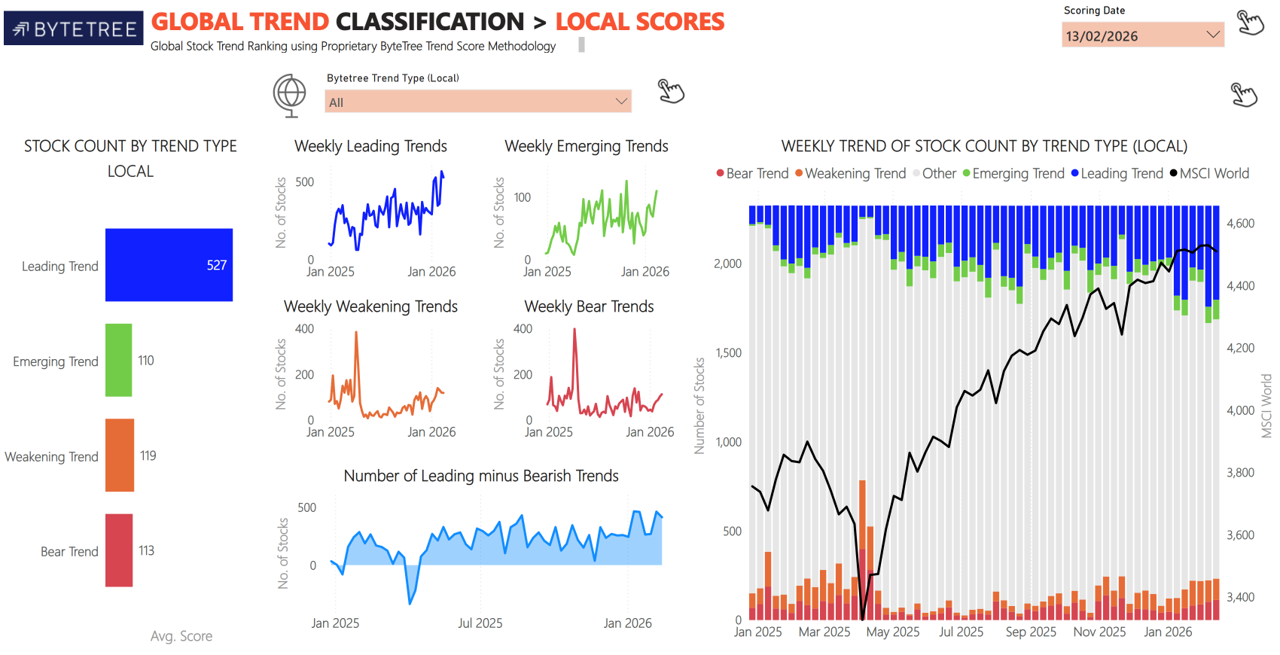 BYTETREE
GLOBAL TREND CLASSIFICATION > LOCAL SCORES
Global Stock Trend Ranking using Proprietary ByteTree Trend Score Methodology
Scoring Date
13/02/2026
Bytetree Trend Type (Local)
All
STOCK COUNT BY TREND TYPE
LOCAL
Leading Trend
527
Emerging Trend
110
Weakening Trend
119
Bear Trend
113
Avg. Score
Weekly Leading Trends
No. of Stocks
500
0
Jan 2025
Jan 2026
Weekly Emerging Trends
No. of Stocks
100
0
Jan 2025
Jan 2026
Weekly Weakening Trends
No. of Stocks
400
200
0
Jan 2025
Jan 2026
Weekly Bear Trends
No. of Stocks
400
200
0
Jan 2025
Jan 2026
Number of Leading minus Bearish Trends
No. of Stocks
500
0
Jan 2025
Jul 2025
Jan 2026
WEEKLY TREND OF STOCK COUNT BY TREND TYPE (LOCAL)
Bear Trend Weakening Trend Other Emerging Trend Leading Trend MSCI World
Number of Stocks
2,000
1,500
1,000
500
0
4,600
4,400
4,200
4,000
3,800
3,600
3,400
MSCI World
Jan 2025 Mar 2025 May 2025 Jul 2025 Sep 2025 Nov 2025 Jan 2026